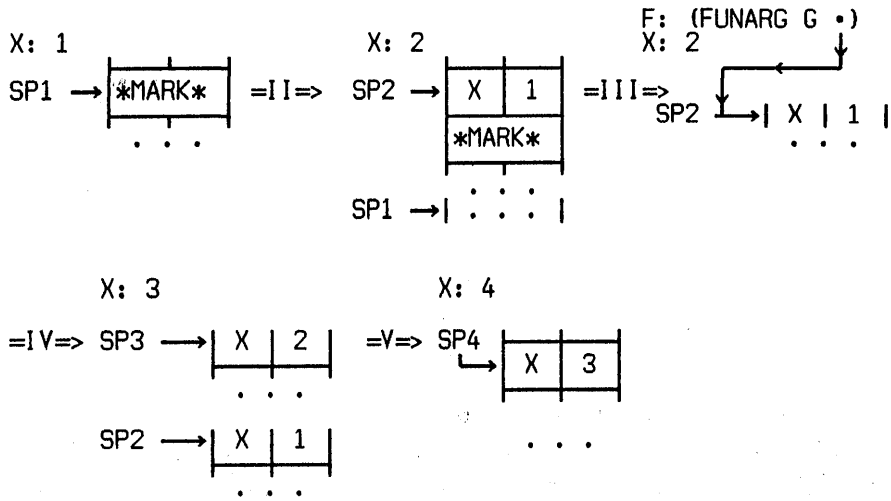 F: (FUNARG G •)
X: 1 X: 2 X: 2
SP1 → *MARK* =II=> SP2 → X 1 =III=> SP2 → | X | 1 |
*MARK* . . .
. . . . . .
SP1 → | . . . |
X: 3 X: 4
=IV=> SP3 → | X | 2 | =V=> SP4
X 3
. . .
SP2 → | X | 1 | . . .
. . .